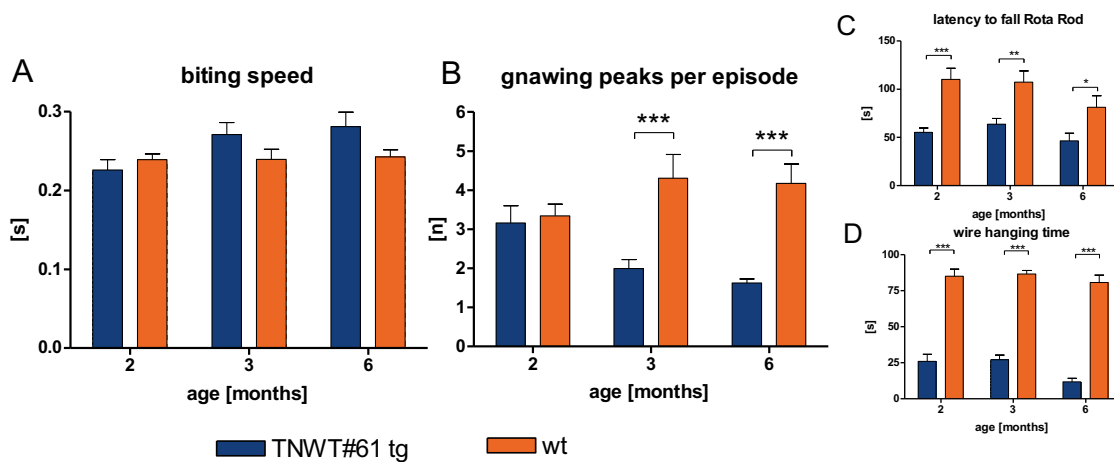 A
biting speed
[s]
0.3
0.2
0.1
0.0
2
3
6
age [months]
B
gnawing peaks per episode
[n]
6
5
4
3
2
1
0
***
***
2
3
6
age [months]
C
latency to fall Rota Rod
[s]
150
100
50
0
***
**
*
2
3
6
age [months]
D
wire hanging time
[s]
100
75
50
25
0
***
***
***
2
3
6
age [months]
TNWT#61 tg
wt